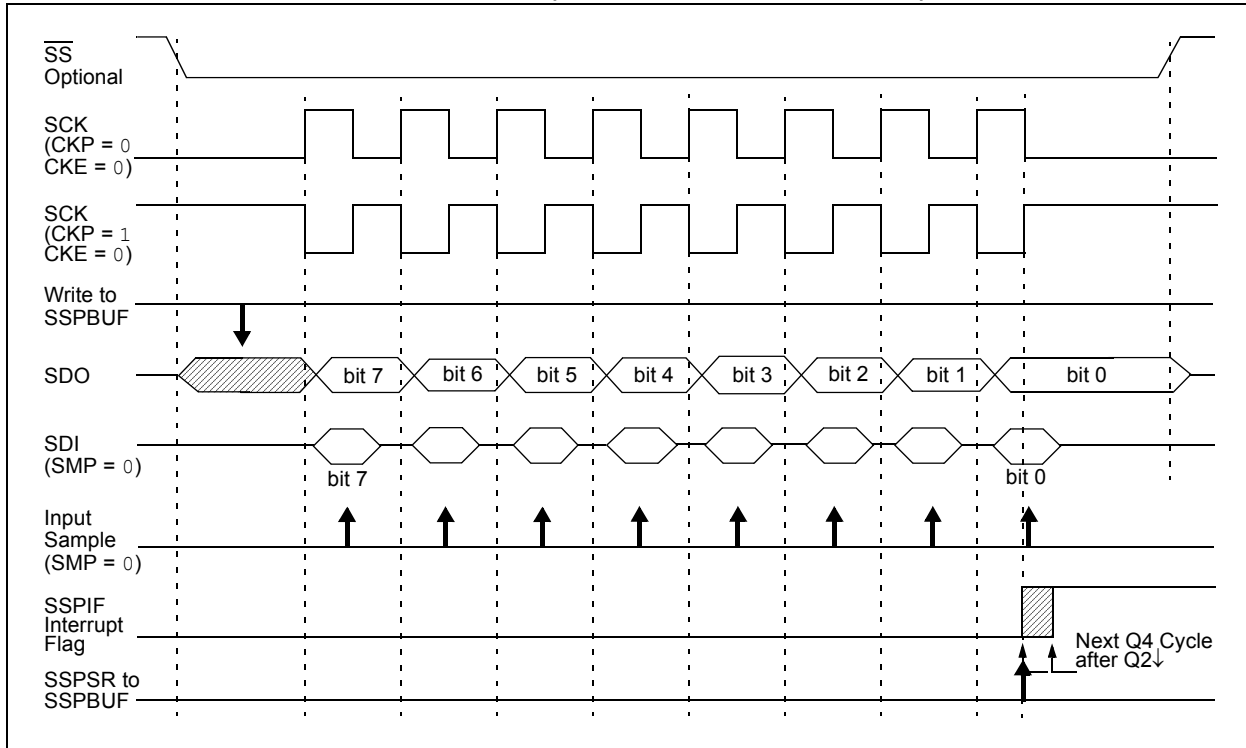 SS
Optional
SCK
(CKP = 0
CKE = 0)
SCK
(CKP = 1
CKE = 0)
Write to
SSPBUF
SDO
bit 7
bit 6
bit 5
bit 4
bit 3
bit 2
bit 1
bit 0
SDI
(SMP = 0)
bit 7
bit 0
Input
Sample
(SMP = 0)
SSPIF
Interrupt
Flag
Next Q4 Cycle
after Q2↓
SSPSR to
SSPBUF